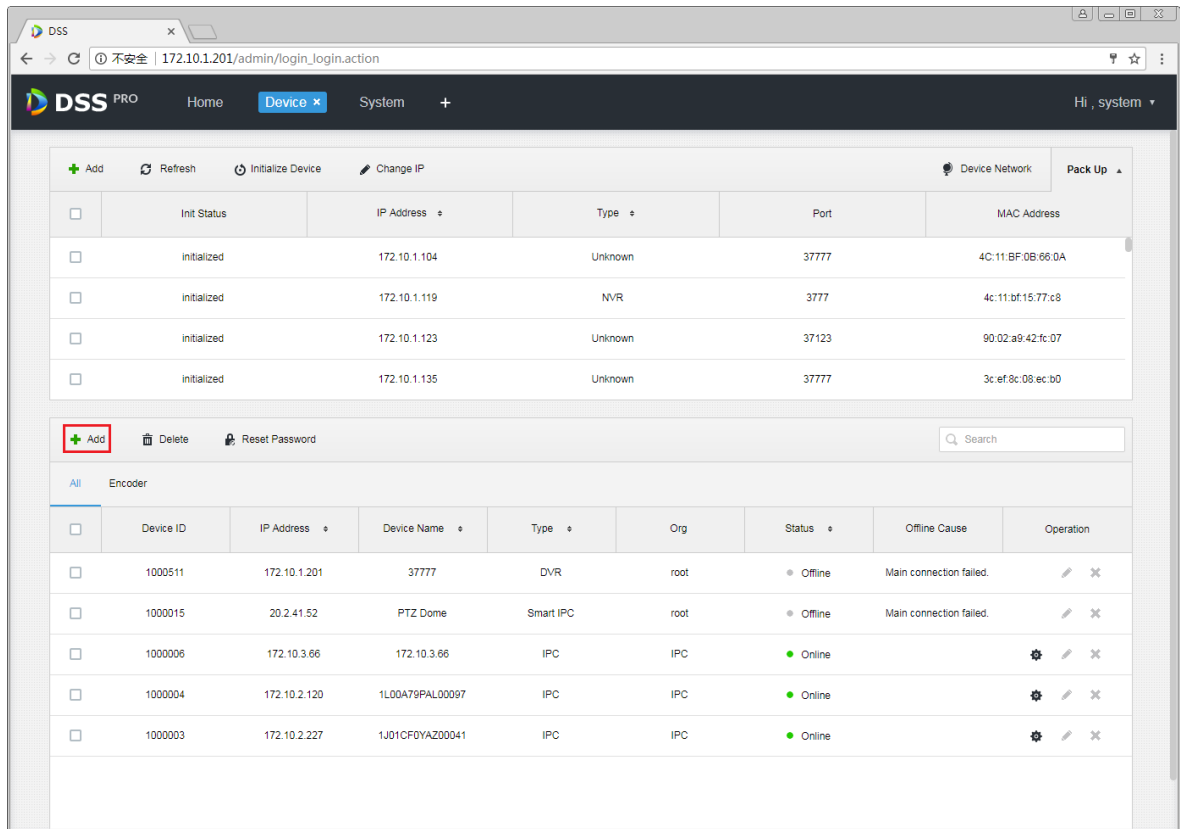 DSS
不安全 | 172.10.1.201/admin/login_login.action
DSS PRO Home Device × System + Hi , system
Add Refresh Initialize Device Change IP Device Network Pack Up
Init Status IP Address Type Port MAC Address
initialized 172.10.1.104 Unknown 37777 4C:11:BF:0B:66:0A
initialized 172.10.1.119 NVR 3777 4c:11:bf:15:77:c8
initialized 172.10.1.123 Unknown 37123 90:02:a9:42:fc:07
initialized 172.10.1.135 Unknown 37777 3c:ef:8c:08:ec:b0
Add Delete Reset Password Search
All Encoder
Device ID IP Address Device Name Type Org Status Offline Cause Operation
1000511 172.10.1.201 37777 DVR root Offline Main connection failed.
1000015 20.2.41.52 PTZ Dome Smart IPC root Offline Main connection failed.
1000006 172.10.3.66 172.10.3.66 IPC IPC Online
1000004 172.10.2.120 1L00A79PAL00097 IPC IPC Online
1000003 172.10.2.227 1J01CF0YAZ00041 IPC IPC Online